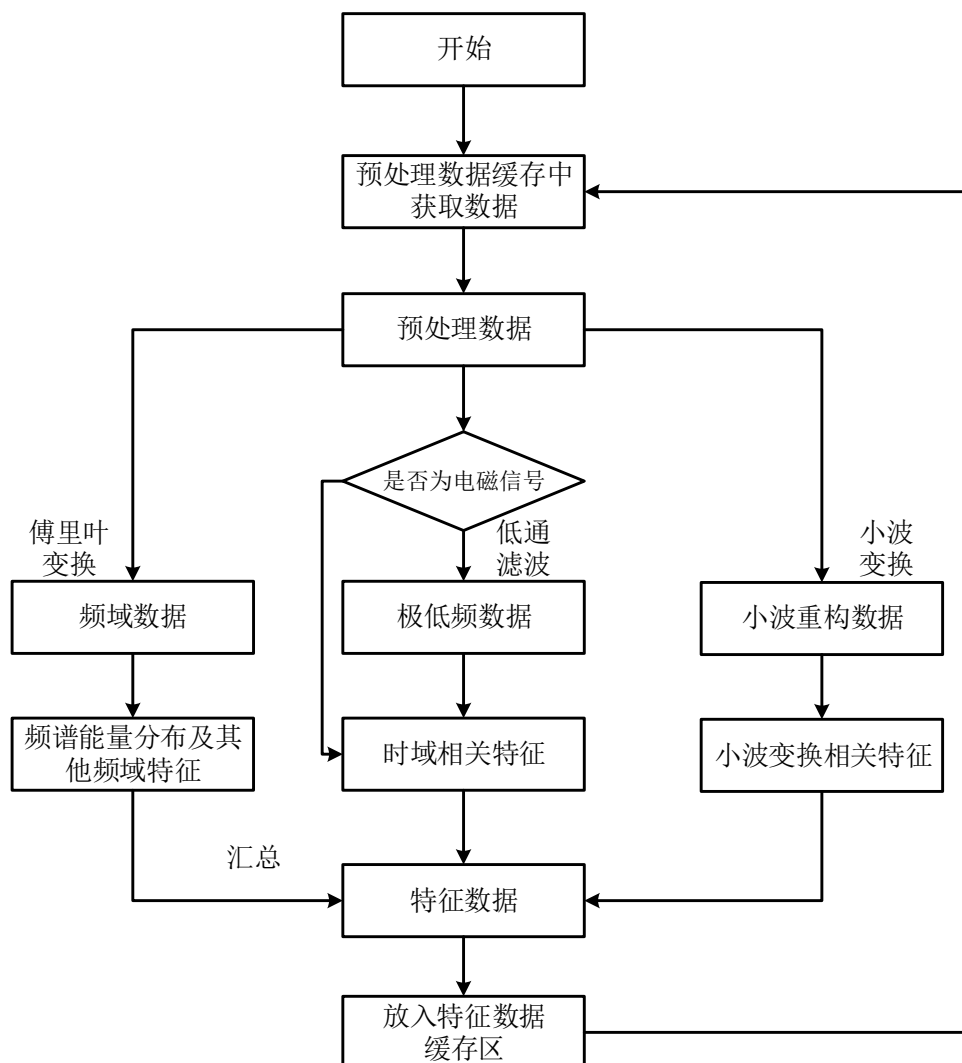 开始
预处理数据缓存中
获取数据
预处理数据
是否为电磁信号
傅里叶
变换
低通
滤波
小波
变换
频域数据
极低频数据
小波重构数据
频谱能量分布及其
他频域特征
时域相关特征
小波变换相关特征
汇总
特征数据
放入特征数据
缓存区